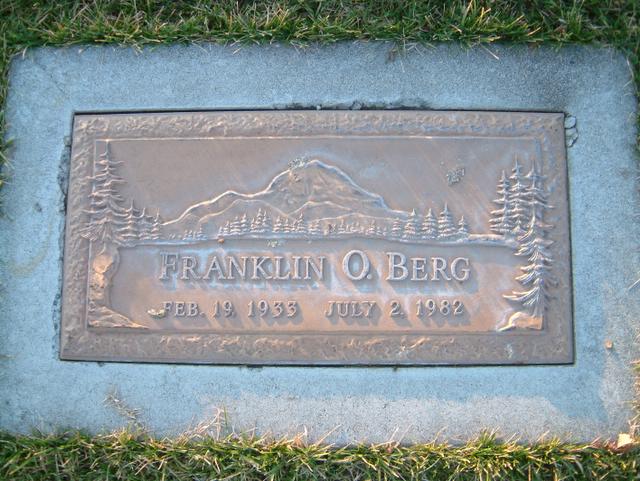 FRANKLIN O. BERG
FEB. 19, 1933 JULY 2, 1982